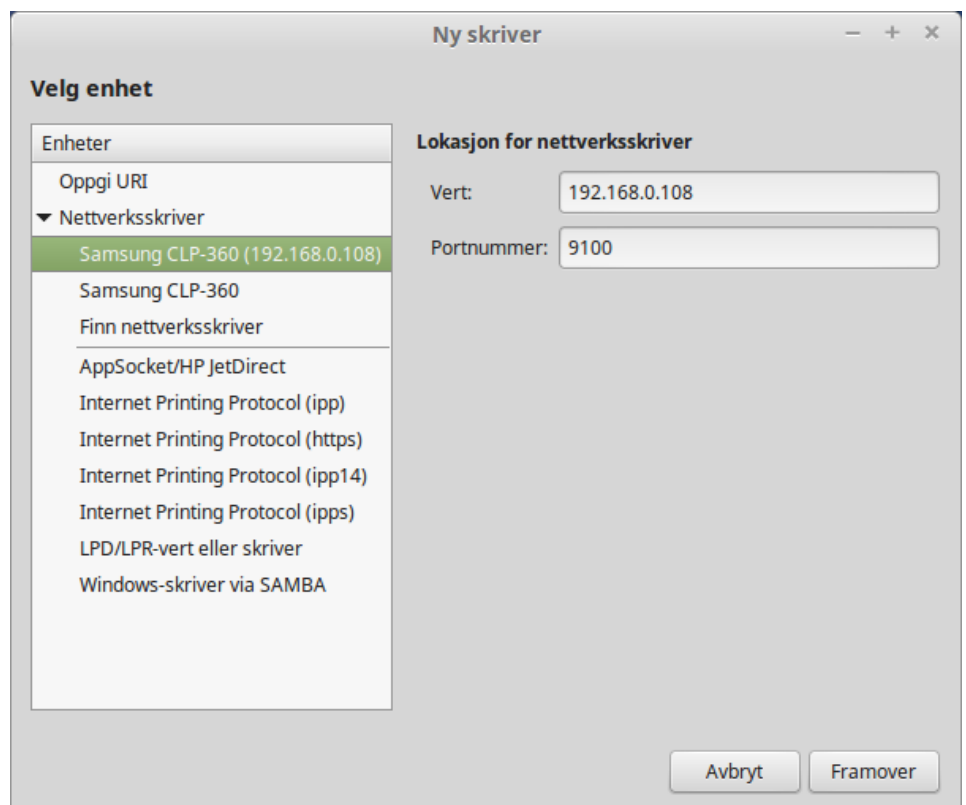 Ny skriver
Velg enhet
Enheter
Oppgi URI
Nettverksskriver
Samsung CLP-360 (192.168.0.108)
Samsung CLP-360
Finn nettverksskriver
AppSocket/HP JetDirect
Internet Printing Protocol (ipp)
Internet Printing Protocol (https)
Internet Printing Protocol (ipp14)
Internet Printing Protocol (ipps)
LPD/LPR-vert eller skriver
Windows-skriver via SAMBA
Lokasjon for nettverksskriver
Vert: 192.168.0.108
Portnummer: 9100
Avbryt Framover